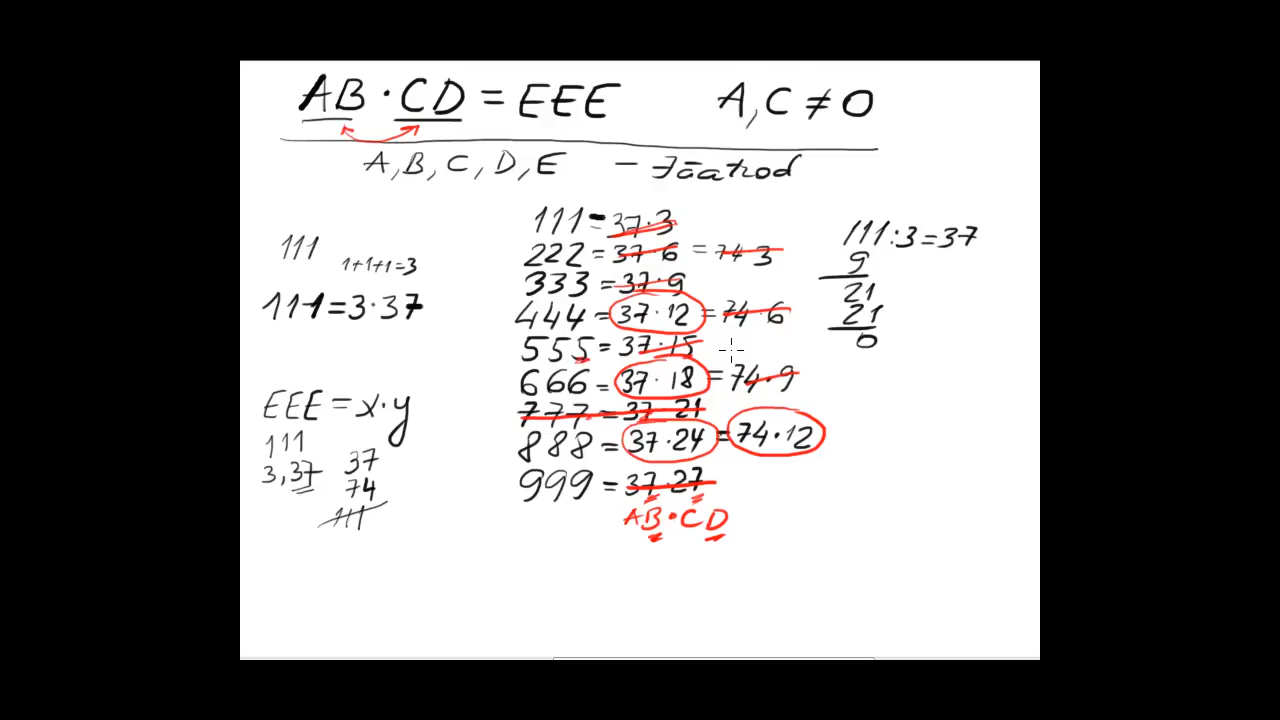 AB · CD = EEE A, C ≠ 0
A, B, C, D, E –
111 = 37·3
222 = 37·6 = 74·3
333 = 37·9
444 = 37·12 = 74·6
555 = 37·15
666 = 37·18 = 74·9
777 = 37·21
888 = 37·24 = 74·12
999 = 37·27
AB·CD
111
1+1+1=3
111=3·37
EEE = x·y
111
3,37
37
74
111
111:3=37
9
21
21
0